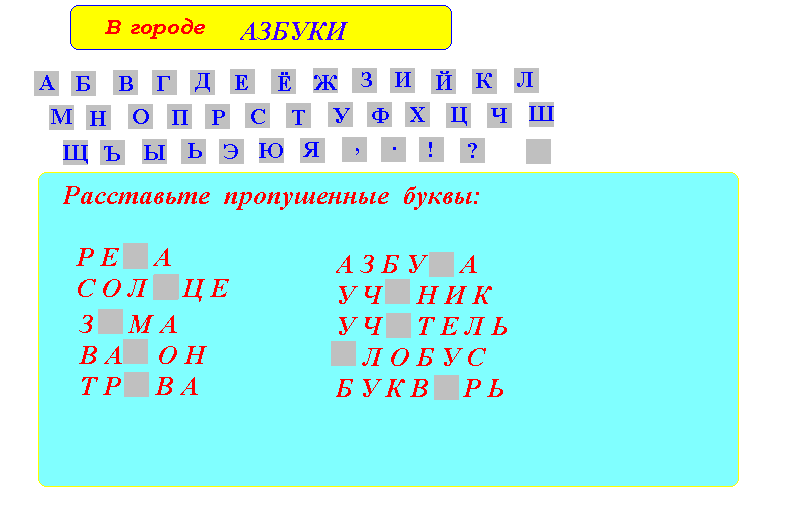 В городе АЗБУКИ
А Б В Г Д Е Ё Ж З И Й К Л
М Н О П Р С Т У Ф Х Ц Ч Ш
Щ Ъ Ы Ь Э Ю Я , . ! ?
Расставьте пропушенные буквы:
Р Е А
С О Л Ц Е
З М А
В А О Н
Т Р В А
А З Б У А
У Ч Н И К
У Ч Т Е Л Ь
Л О Б У С
Б У К В Р Ь